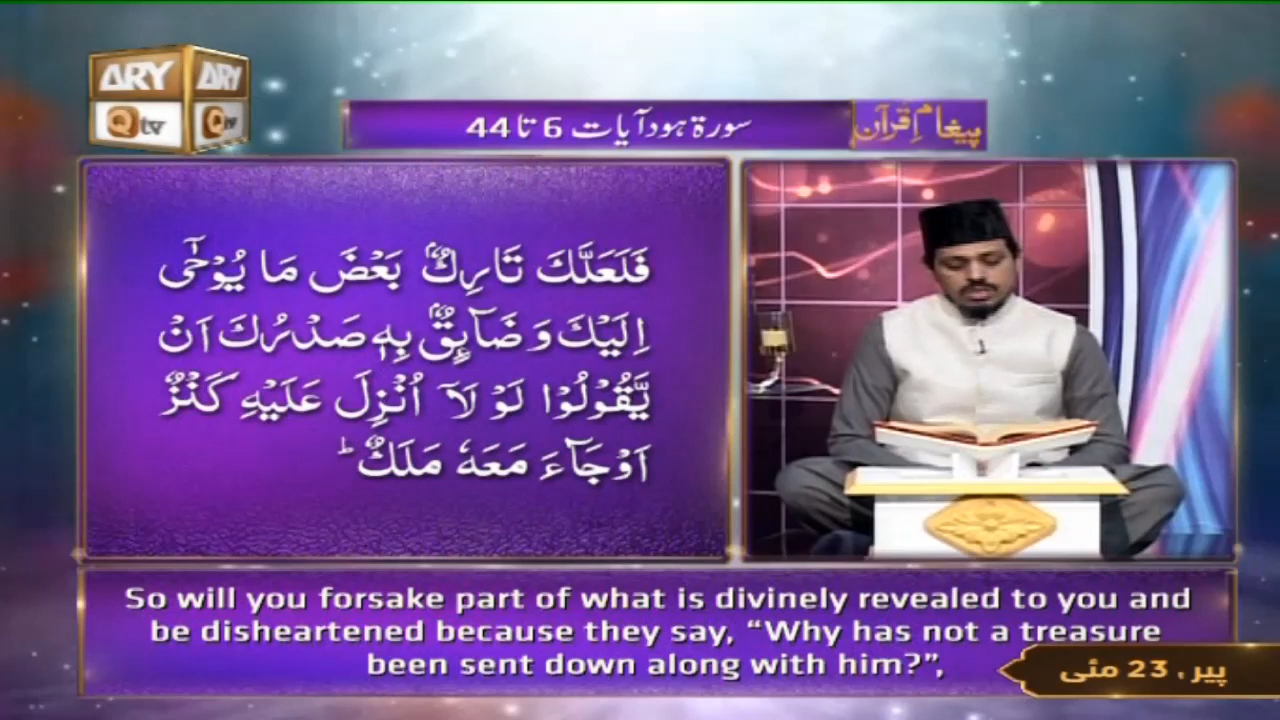 ARY
ARY
Qtv
Qtv
سورۃ ہود آیات 6 تا 44
پیغامِ قرآن
فَلَعَلَّكَ تَارِكٌۢ بَعْضَ مَا يُوْحٰٓى
اِلَيْكَ وَ ضَآئِقٌۢ بِهٖ صَدْرُكَ اَنْ
يَّقُوْلُوْا لَوْ لَاۤ اُنْزِلَ عَلَيْهِ كَنْزٌ
اَوْ جَآءَ مَعَهٗ مَلَكٌ ؕ
So will you forsake part of what is divinely revealed to you and
be disheartened because they say, “Why has not a treasure
been sent down along with him?”,
پیر، 23 مئی